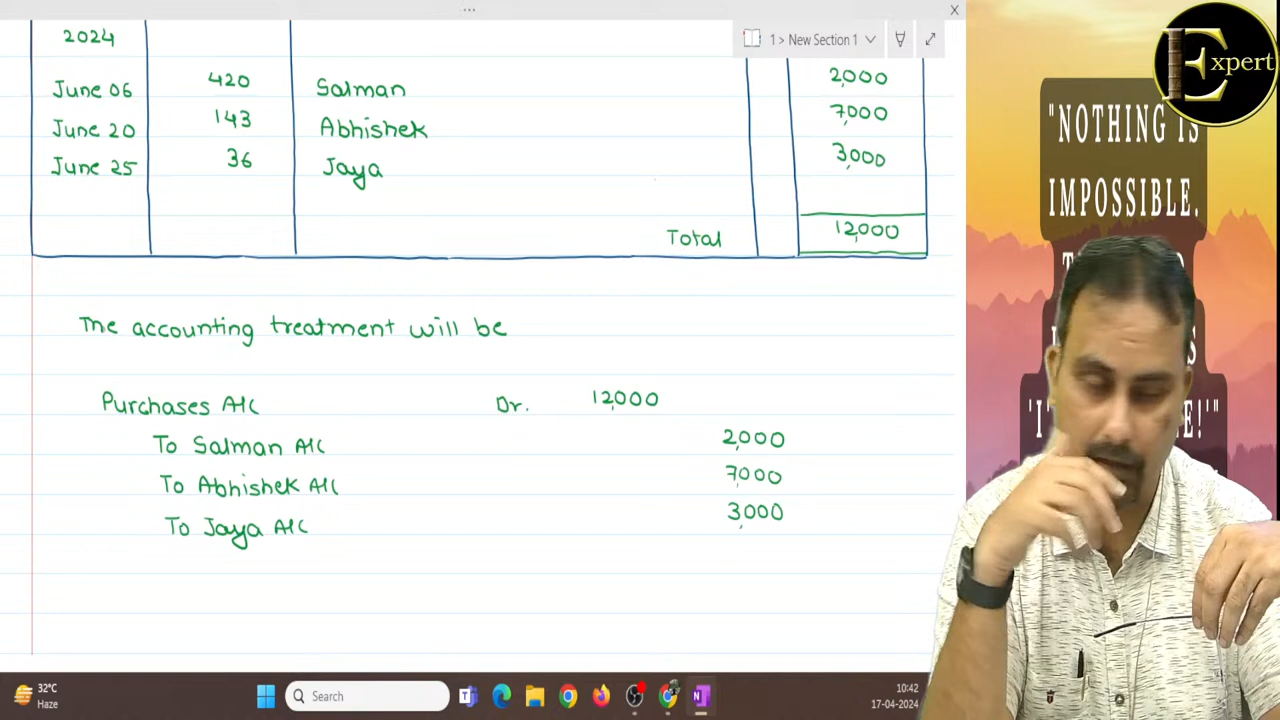 2024
1 > New Section 1
June 06 420 Salman 2,000
June 20 143 Abhishek 7,000
June 25 36 Jaya 3,000
Total 12,000
The accounting treatment will be
Purchases A/C Dr. 12,000
To Salman A/C 2,000
To Abhishek A/C 7,000
To Jaya A/C 3,000
Expert
"NOTHING IS
IMPOSSIBLE.
32°C
Haze
Search
10:42
17-04-2024